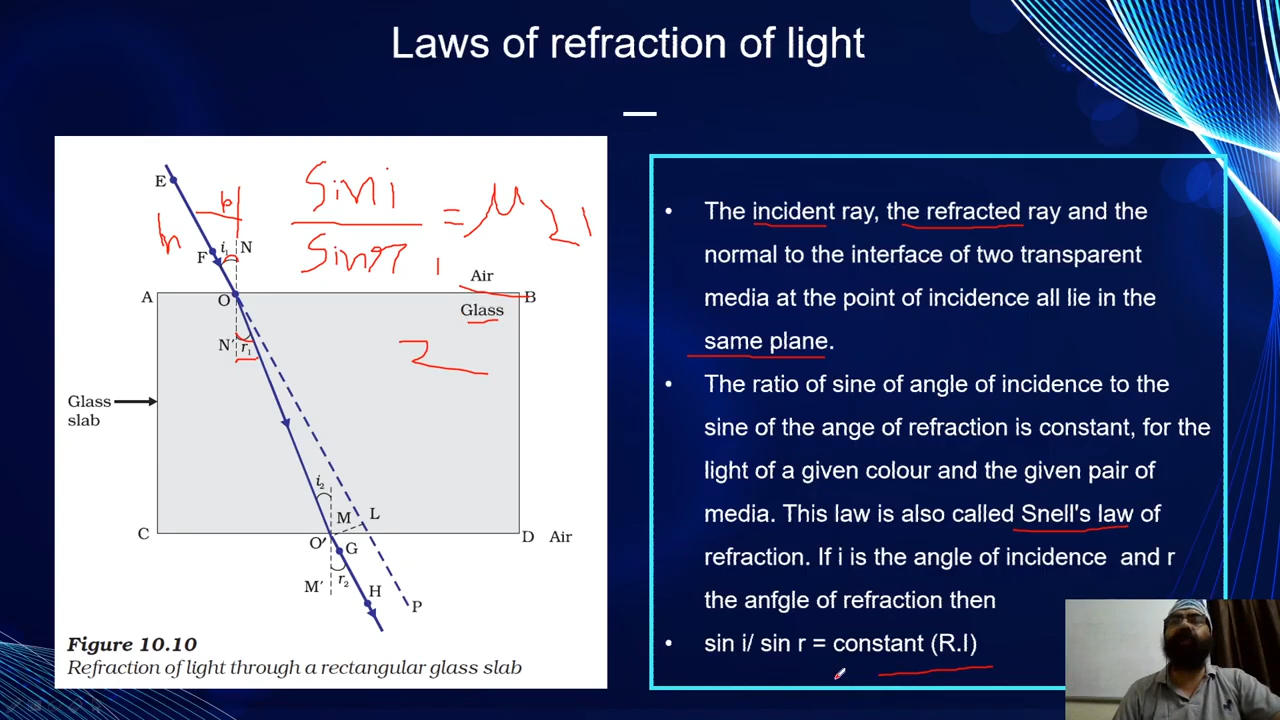 Laws of refraction of light
E
h
b
sin i
= μ 21
sin r
i₁
N
F
1
Air
A
O
B
Glass
N′
r₁
2
Glass
slab
i₂
M
L
C
O′
G
D
Air
M′
r₂
H
P
Figure 10.10
Refraction of light through a rectangular glass slab
• The incident ray, the refracted ray and the
normal to the interface of two transparent
media at the point of incidence all lie in the
same plane.
• The ratio of sine of angle of incidence to the
sine of the ange of refraction is constant, for the
light of a given colour and the given pair of
media. This law is also called Snell's law of
refraction. If i is the angle of incidence and r
the anfgle of refraction then
• sin i/ sin r = constant (R.I)